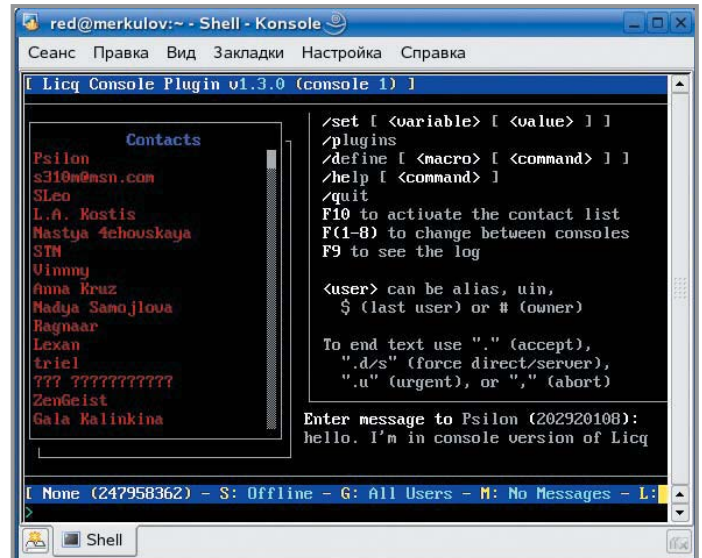 red@merkulov:~ - Shell - Konsole
Сеанс Правка Вид Закладки Настройка Справка
[ Licq Console Plugin v1.3.0 (console 1) ]
Contacts
Psilon
s310m@msn.com
SLeo
L.A. Kostis
Nastya 4ehovskaya
STN
Vinnny
Anna Kruz
Nadya Samojlova
Ragnaar
Lexan
triel
??? ???????????
ZenGeist
Gala Kalinkina
/set [ <variable> [ <value> ] ]
/plugins
/define [ <macro> [ <command> ] ]
/help [ <command> ]
/quit
F10 to activate the contact list
F(1-8) to change between consoles
F9 to see the log
<user> can be alias, uin,
$ (last user) or # (owner)
To end text use "." (accept),
".d/s" (force direct/server),
".u" (urgent), or "," (abort)
Enter message to Psilon (202920108):
hello. I'm in console version of Licq
[ None (247958362) - S: Offline - G: All Users - M: No Messages - L:
>
Shell